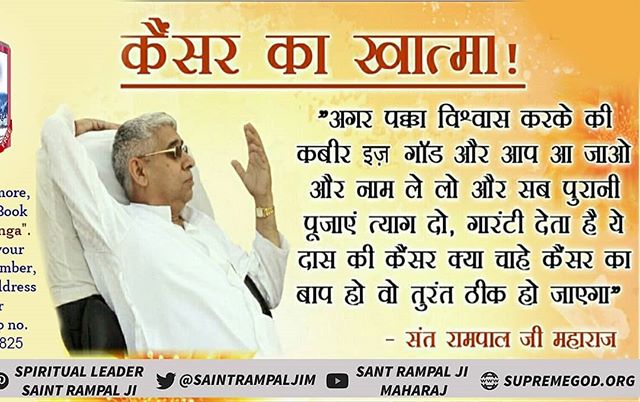 कैंसर का खात्मा!
"अगर पक्का विश्वास करके की
कबीर इज़ गॉड और आप आ जाओ
और नाम ले लो और सब पुरानी
पूजाएं त्याग दो, गारंटी देता है ये
दास की कैंसर क्या चाहे कैंसर का
बाप हो वो तुरंत ठीक हो जाएगा"
- संत रामपाल जी महाराज
more,
Book
nga".
your
mber,
ddress
r
p no.
825
SPIRITUAL LEADER
SAINT RAMPAL JI
@SAINTRAMPALJIM
SANT RAMPAL JI
MAHARAJ
SUPREMEGOD.ORG